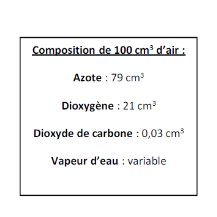 Composition de 100 cm³ d'air :
Azote : 79 cm³
Dioxygène : 21 cm³
Dioxyde de carbone : 0,03 cm³
Vapeur d'eau : variable